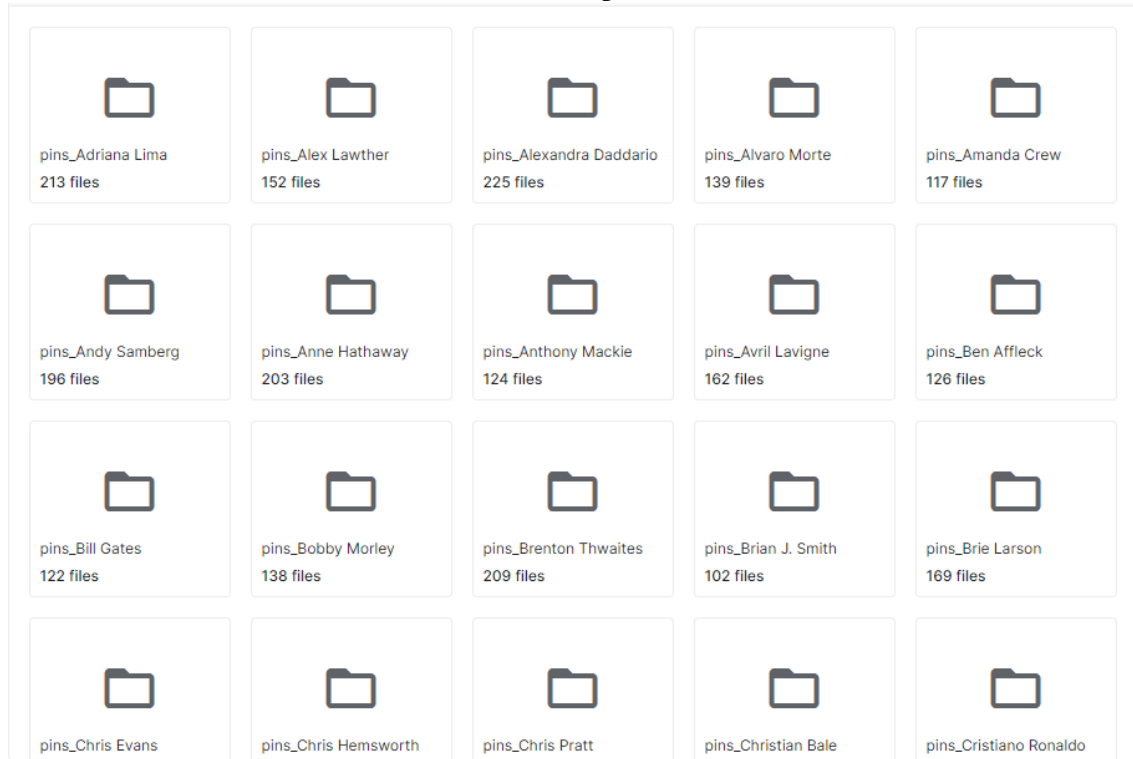 pins_Adriana Lima
213 files
pins_Alex Lawther
152 files
pins_Alexandra Daddario
225 files
pins_Alvaro Morte
139 files
pins_Amanda Crew
117 files
pins_Andy Samberg
196 files
pins_Anne Hathaway
203 files
pins_Anthony Mackie
124 files
pins_Avril Lavigne
162 files
pins_Ben Affleck
126 files
pins_Bill Gates
122 files
pins_Bobby Morley
138 files
pins_Brenton Thwaites
209 files
pins_Brian J. Smith
102 files
pins_Brie Larson
169 files
pins_Chris Evans
pins_Chris Hemsworth
pins_Chris Pratt
pins_Christian Bale
pins_Cristiano Ronaldo